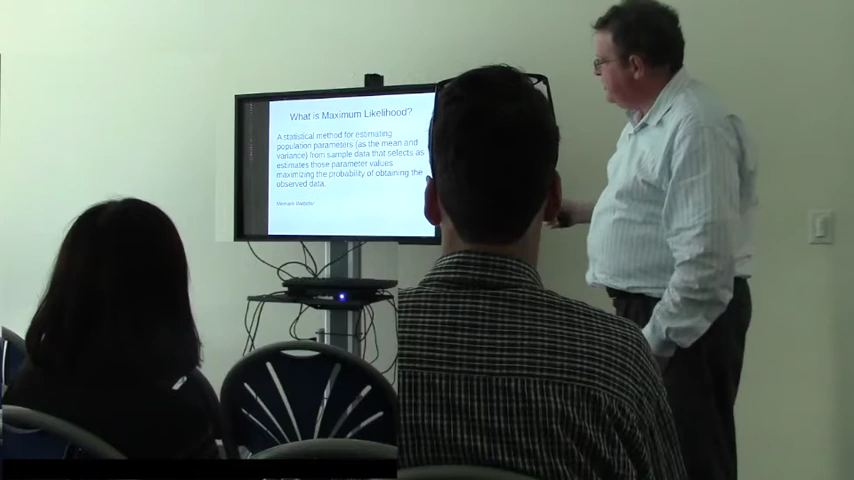 What is Maximum Likelihood?
A statistical method for estimating
population parameters (as the mean and
variance) from sample data that selects as
estimates those parameter values
maximizing the probability of obtaining the
observed data.